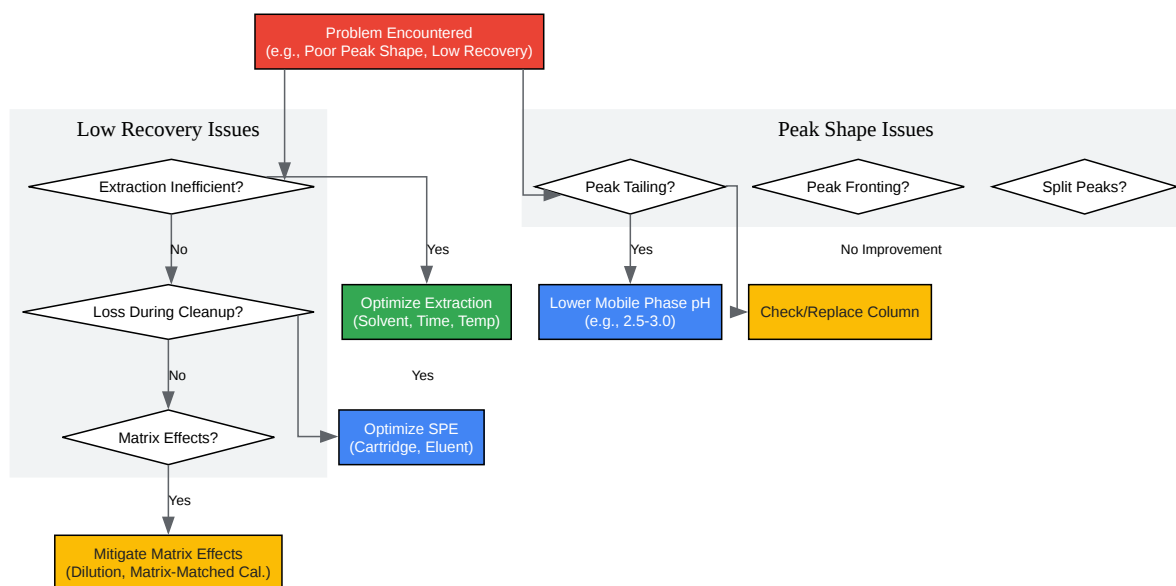 Problem Encountered
(e.g., Poor Peak Shape, Low Recovery)
Low Recovery Issues
Peak Shape Issues
Extraction Inefficient?
Peak Tailing?
Peak Fronting?
Split Peaks?
No
Yes
Yes
No Improvement
Loss During Cleanup?
Optimize Extraction
(Solvent, Time, Temp)
Lower Mobile Phase pH
(e.g., 2.5-3.0)
Check/Replace Column
No
Yes
Matrix Effects?
Optimize SPE
(Cartridge, Eluent)
Yes
Mitigate Matrix Effects
(Dilution, Matrix-Matched Cal.)